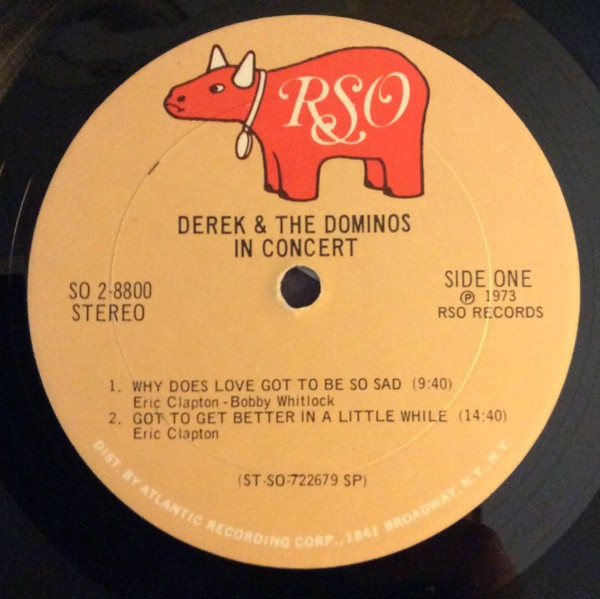 RSO
DEREK & THE DOMINOS
IN CONCERT
SO 2-8800
STEREO
SIDE ONE
℗ 1973
RSO RECORDS
1. WHY DOES LOVE GOT TO BE SO SAD (9:40)
Eric Clapton - Bobby Whitlock
2. GOT TO GET BETTER IN A LITTLE WHILE (14:40)
Eric Clapton
(ST-SO-722679 SP)
DIST. BY ATLANTIC RECORDING CORP., 1841 BROADWAY, N.Y., N.Y.